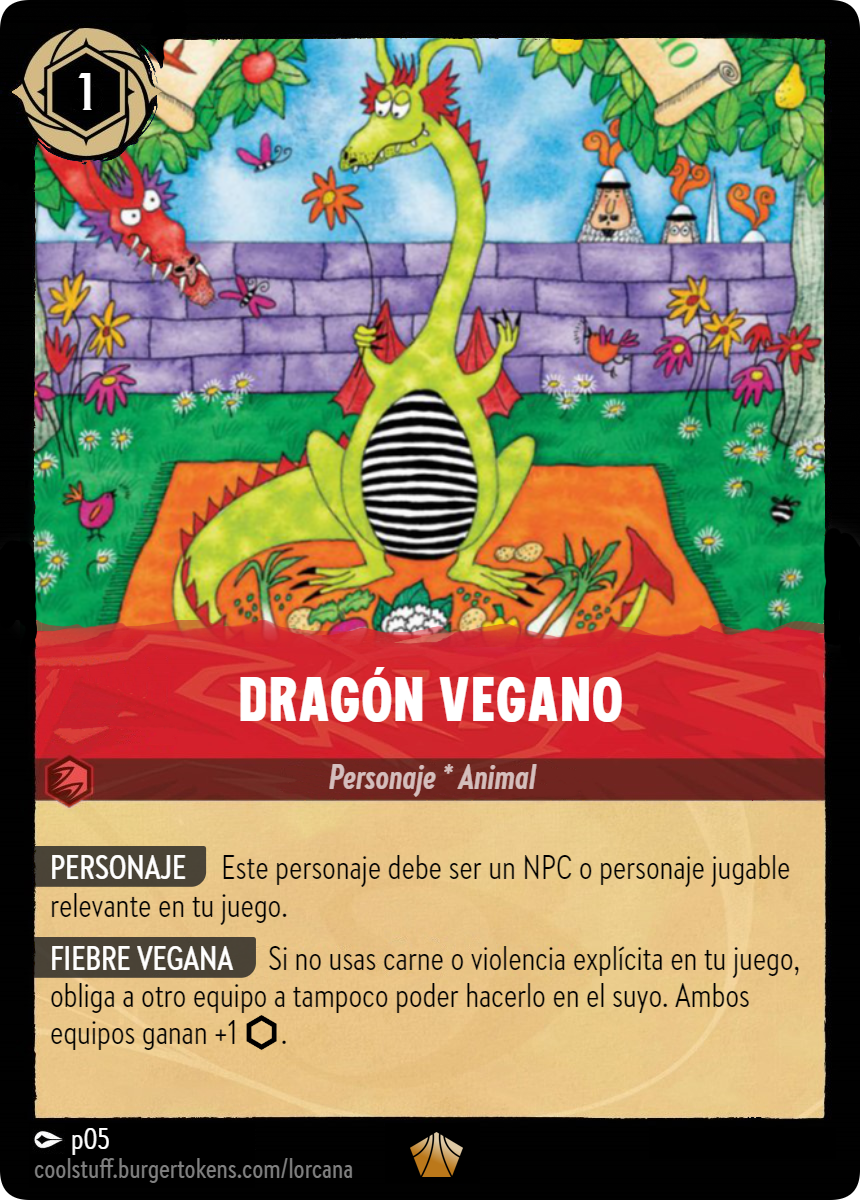 1
10
DRAGÓN VEGANO
Personaje * Animal
PERSONAJE Este personaje debe ser un NPC o personaje jugable
relevante en tu juego.
FIEBRE VEGANA Si no usas carne o violencia explícita en tu juego,
obliga a otro equipo a tampoco poder hacerlo en el suyo. Ambos
equipos ganan +1 ⬡.
p05
coolstuff.burgertokens.com/lorcana